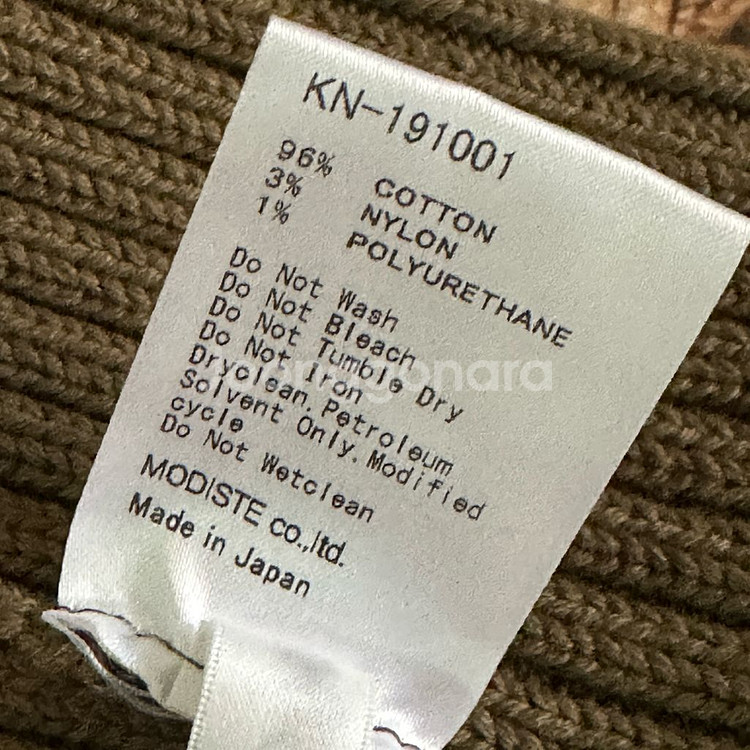 KN-191001
96% COTTON
3% NYLON
1% POLYURETHANE
Do Not Wash
Do Not Bleach
Do Not Tumble Dry
Do Not Iron
Dryclean, Petroleum
Solvent Only. Modified
cycle
Do Not Wetclean
MODISTE co.,ltd.
Made in Japan